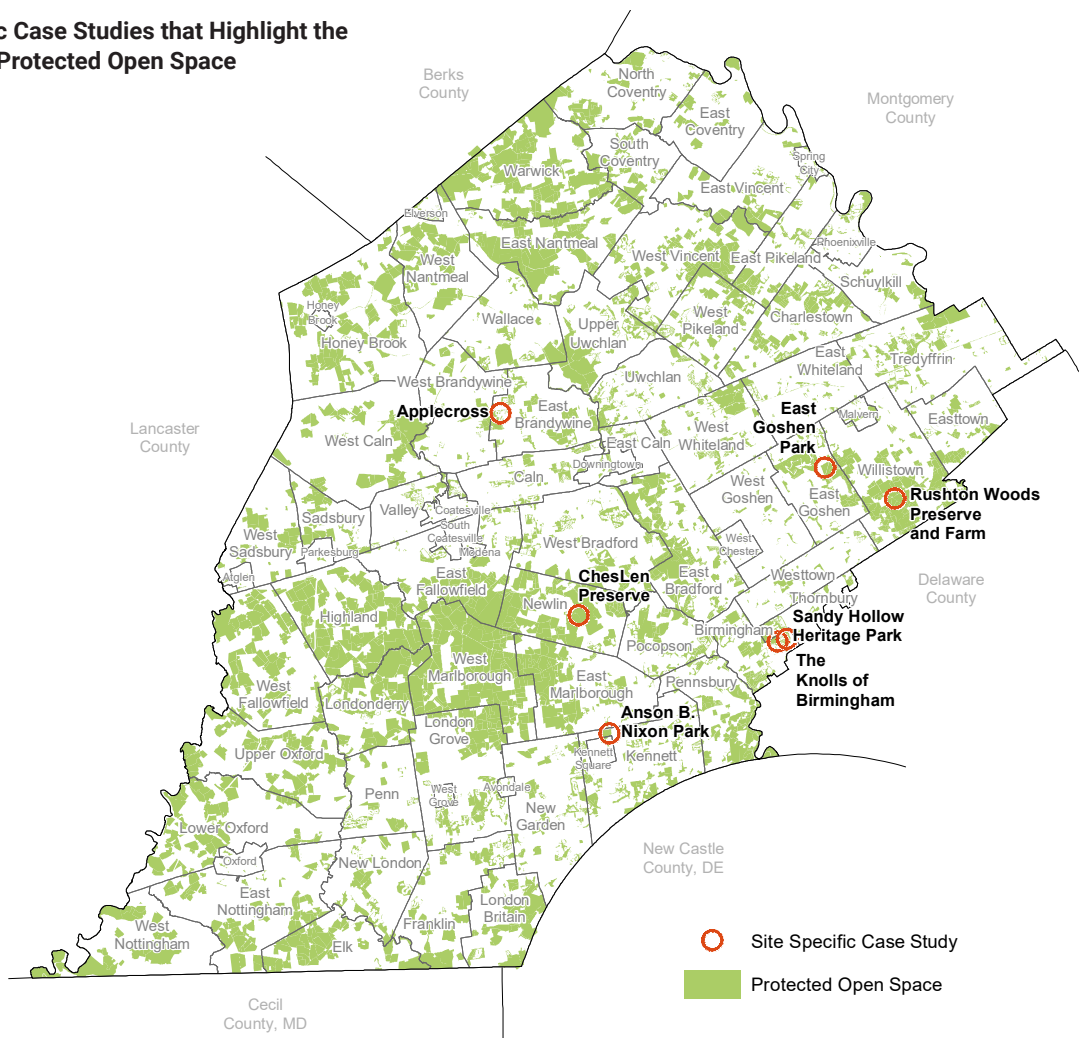 c Case Studies that Highlight the
Protected Open Space
Berks
County
Montgomery
County
North
Coventry
East
Coventry
South
Coventry
Spring
City
Warwick
East Vincent
Elverson
East Nantmeal
West Vincent
East Pikeland
Phoenixville
West
Nantmeal
Schuylkill
Honey
Brook
Honey Brook
Wallace
Upper
Uwchlan
West
Pikeland
Charlestown
East
Whiteland
Tredyffrin
Uwchlan
West Brandywine
Applecross
East
Brandywine
East
Goshen
Park
Malvern
Easttown
Lancaster
County
West Caln
East Caln
West
Whiteland
Downingtown
Caln
Willistown
West
Goshen
East
Goshen
Rushton Woods
Preserve
and Farm
Sadsbury
Valley
Coatesville
South
Coatesville
Modena
West
Sadsbury
Parkesburg
West Bradford
West
Chester
Atglen
East
Fallowfield
ChesLen
Preserve
Newlin
East
Bradford
Westtown
Delaware
County
Thornbury
Highland
Sandy Hollow
Heritage Park
Birmingham
Pocopson
The
Knolls of
Birmingham
West
Marlborough
East
Marlborough
Pennsbury
West
Fallowfield
Londonderry
London
Grove
Anson B.
Nixon Park
Upper Oxford
Kennett
Square
Kennett
Penn
West
Grove
Avondale
New
Garden
Lower Oxford
Oxford
New London
New Castle
County, DE
East
Nottingham
London
Britain
Franklin
West
Nottingham
Elk
Site Specific Case Study
Protected Open Space
Cecil
County, MD